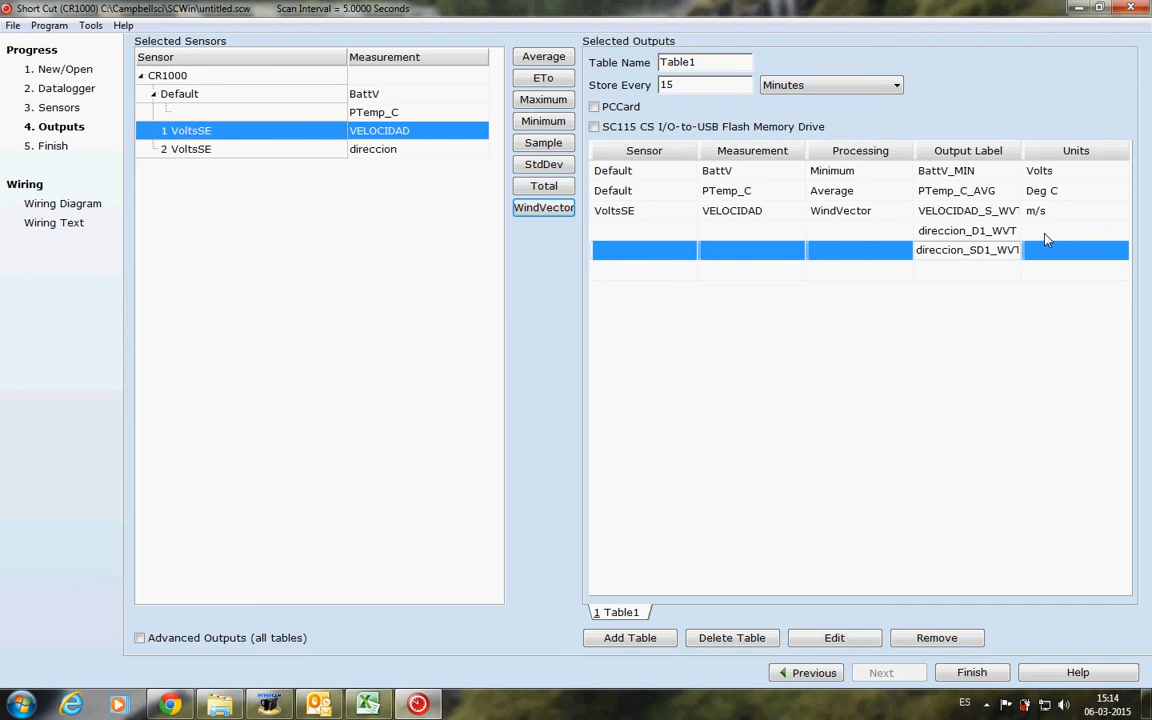 Short Cut (CR1000) C:\Campbellsci\SCWin\untitled.scw Scan Interval = 5.0000 Seconds
File Program Tools Help
Progress
1. New/Open
2. Datalogger
3. Sensors
4. Outputs
5. Finish
Wiring
Wiring Diagram
Wiring Text
Selected Sensors
Sensor Measurement
CR1000
Default BattV
PTemp_C
1 VoltsSE VELOCIDAD
2 VoltsSE direccion
Advanced Outputs (all tables)
Average
ETo
Maximum
Minimum
Sample
StdDev
Total
WindVector
Selected Outputs
Table Name Table1
Store Every 15 Minutes
PCCard
SC115 CS I/O-to-USB Flash Memory Drive
Sensor Measurement Processing Output Label Units
Default BattV Minimum BattV_MIN Volts
Default PTemp_C Average PTemp_C_AVG Deg C
VoltsSE VELOCIDAD WindVector VELOCIDAD_S_WVT m/s
direccion_D1_WVT
direccion_SD1_WVT
1 Table1
Add Table Delete Table Edit Remove
Previous Next Finish Help
ES 15:14
06-03-2015